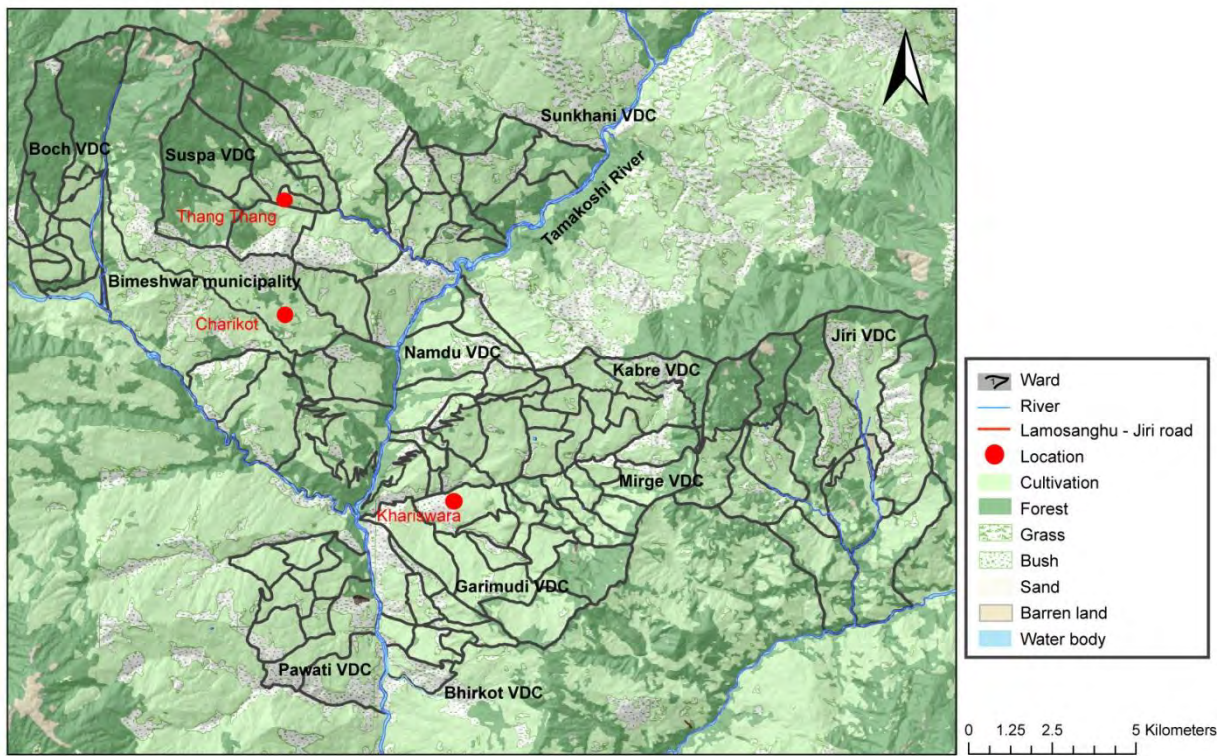 Sunkhani VDC
Boch VDC
Suspa VDC
Thang Thang
Tamakoshi River
Bimeshwar municipality
Charikot
Namdu VDC
Kabre VDC
Jiri VDC
Mirge VDC
Khariswara
Garimudi VDC
Pawati VDC
Bhirkot VDC
Ward
River
Lamosanghu - Jiri road
Location
Cultivation
Forest
Grass
Bush
Sand
Barren land
Water body
0 1.25 2.5 5 Kilometers